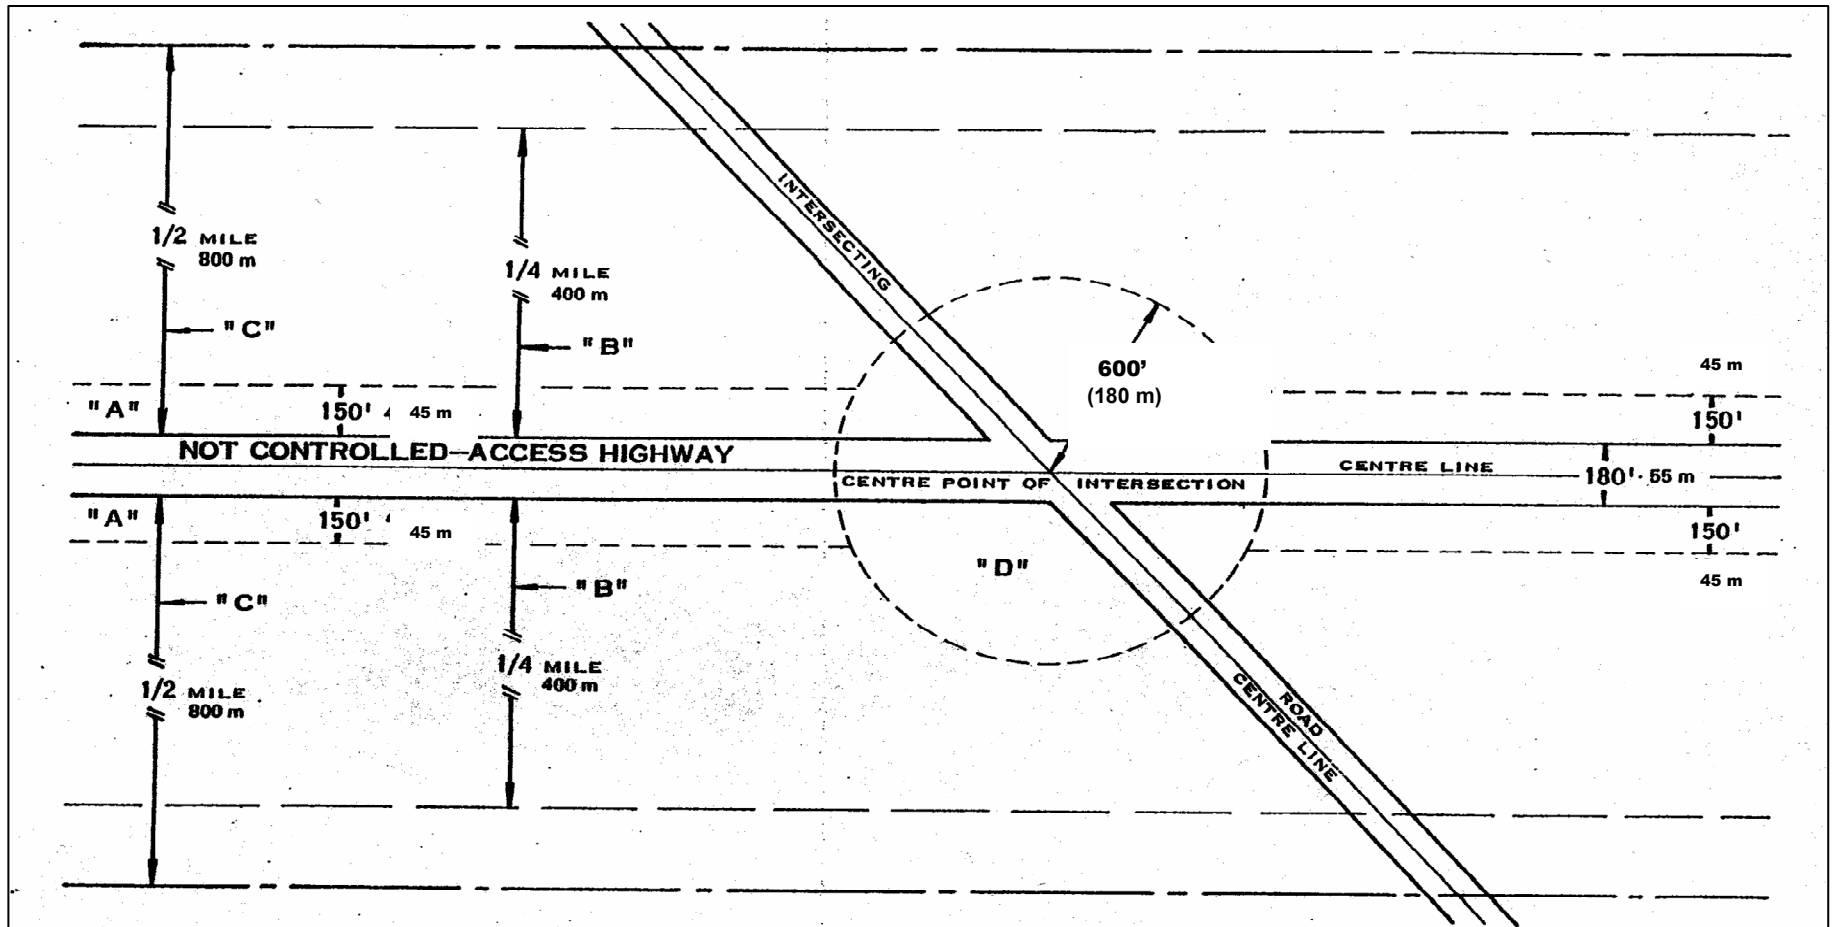 1/2 MILE
800 m
1/4 MILE
400 m
"C"
"B"
INTERSECTING
600'
(180 m)
45 m
"A"
150'
45 m
150'
NOT CONTROLLED-ACCESS HIGHWAY
CENTRE LINE
180'· 55 m
CENTRE POINT OF INTERSECTION
"A"
150'
45 m
150'
45 m
"D"
"C"
"B"
1/4 MILE
400 m
1/2 MILE
800 m
ROAD
CENTRE LINE